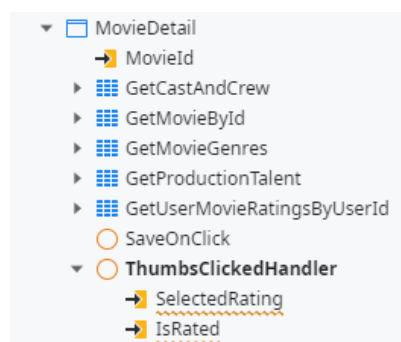 MovieDetail
MovieId
GetCastAndCrew
GetMovieById
GetMovieGenres
GetProductionTalent
GetUserMovieRatingsByUserId
SaveOnClick
ThumbsClickedHandler
SelectedRating
IsRated